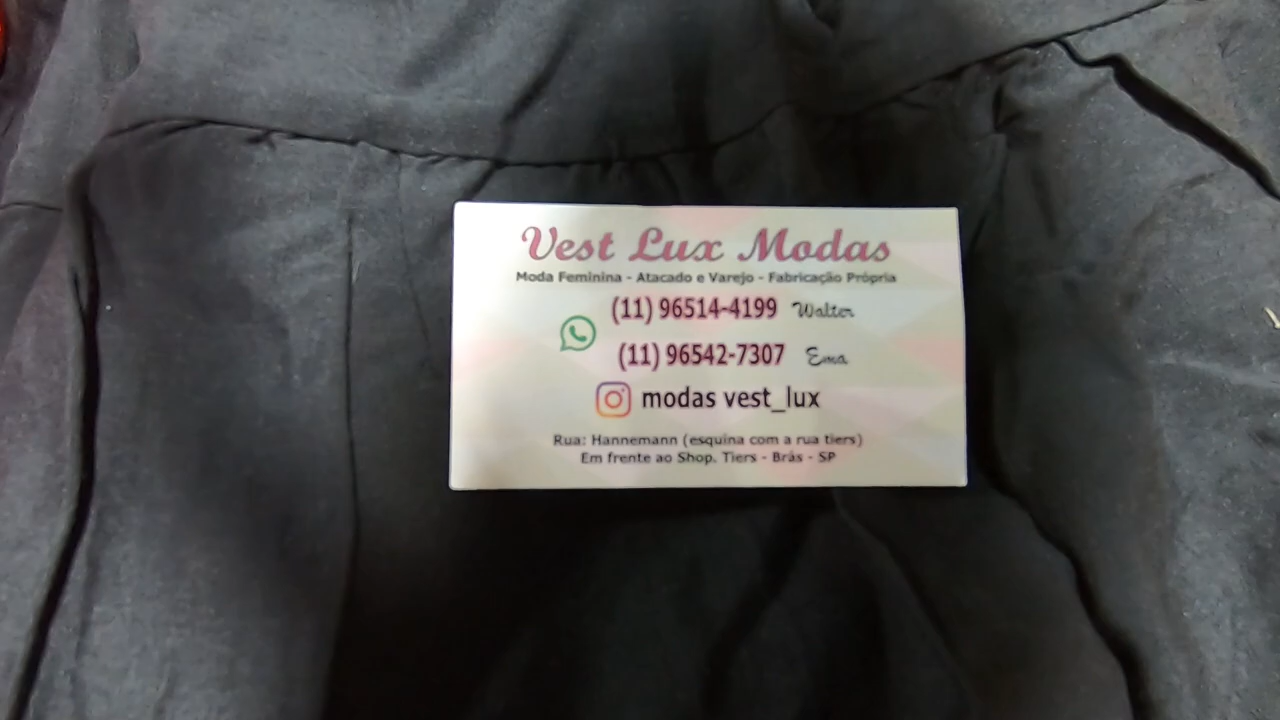 Vest Lux Modas
Moda Feminina - Atacado e Varejo - Fabricação Própria
(11) 96514-4199 Walter
(11) 96542-7307 Ema
modas vest_lux
Rua: Hannemann (esquina com a rua tiers)
Em frente ao Shop. Tiers - Brás - SP